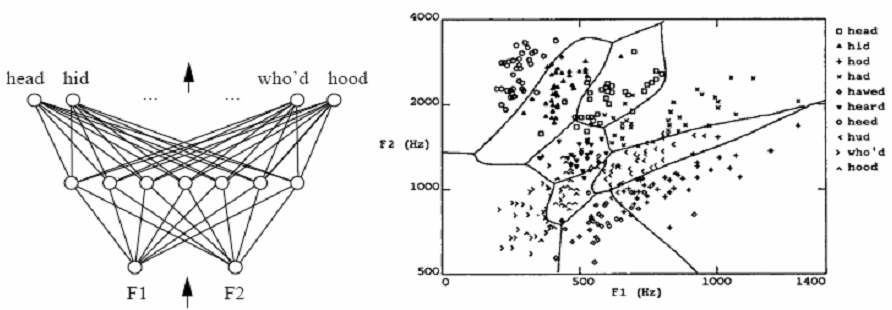 head hid ... ... who'd hood
F1 F2
4000
2000
F2 (Hz)
1000
500
0 500 1000 1400
F1 (Hz)
head
hid
hod
had
hawed
heard
heed
hud
who'd
hood